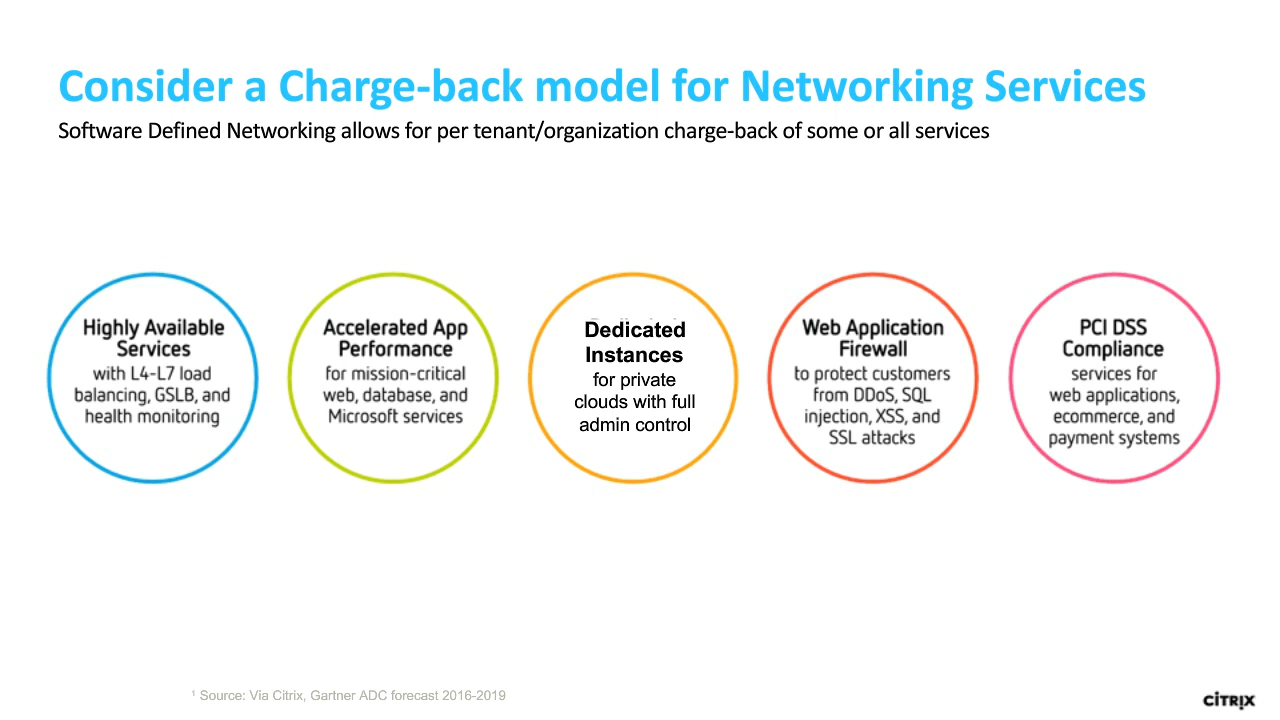 Consider a Charge-back model for Networking Services
Software Defined Networking allows for per tenant/organization charge-back of some or all services
Highly Available
Services
with L4-L7 load
balancing, GSLB, and
health monitoring
Accelerated App
Performance
for mission-critical
web, database, and
Microsoft services
Dedicated
Instances
for private
clouds with full
admin control
Web Application
Firewall
to protect customers
from DDoS, SQL
injection, XSS, and
SSL attacks
PCI DSS
Compliance
services for
web applications,
ecommerce, and
payment systems
¹ Source: Via Citrix, Gartner ADC forecast 2016-2019
CITRIX